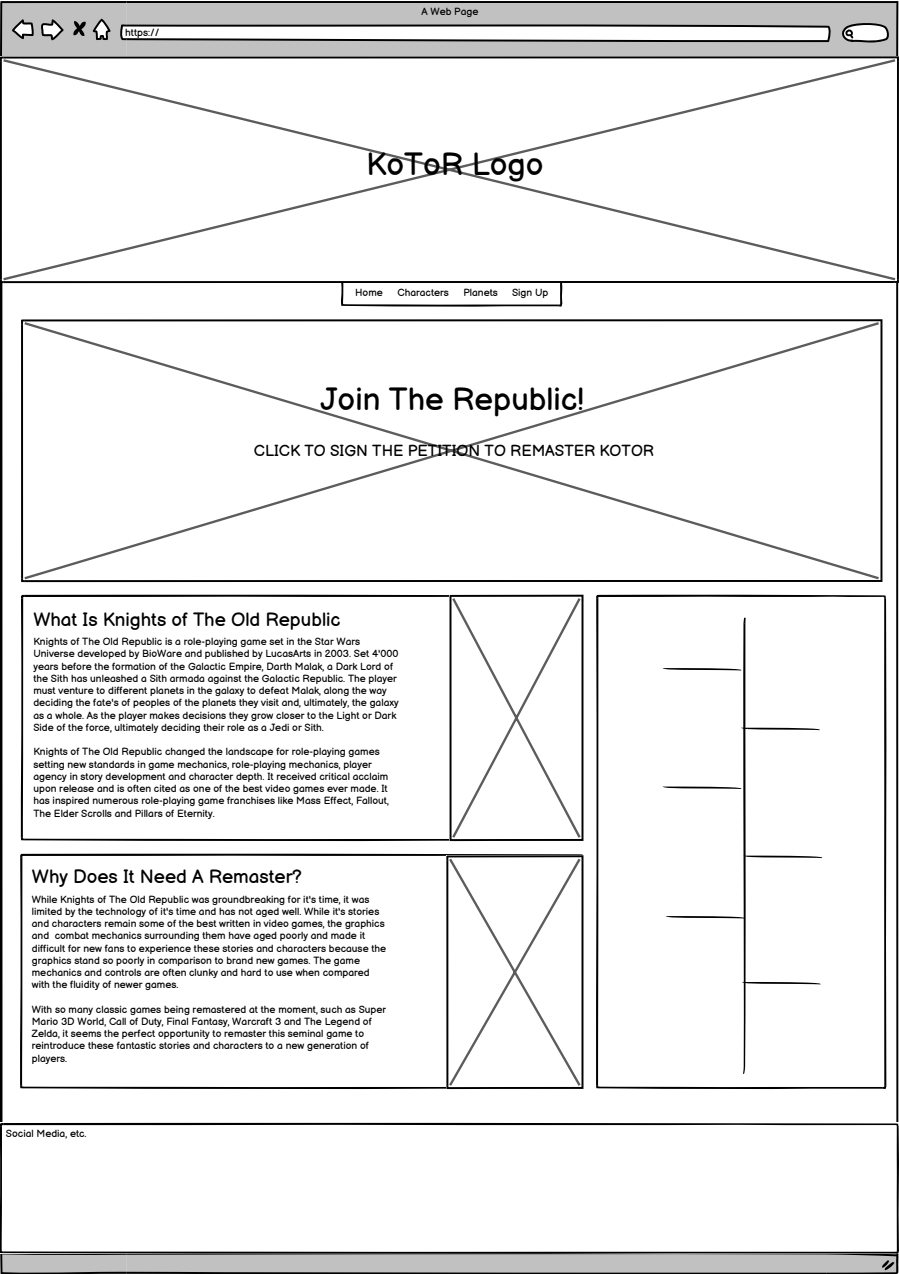 A Web Page
https://
KoToR Logo
Home Characters Planets Sign Up
Join The Republic!
CLICK TO SIGN THE PETITION TO REMASTER KOTOR
What Is Knights of The Old Republic
Knights of The Old Republic is a role-playing game set in the Star Wars
Universe developed by BioWare and published by LucasArts in 2003. Set 4'000
years before the formation of the Galactic Empire, Darth Malak, a Dark Lord of
the Sith has unleashed a Sith armada against the Galactic Republic. The player
must venture to different planets in the galaxy to defeat Malak, along the way
deciding the fate's of peoples of the planets they visit and, ultimately, the galaxy
as a whole. As the player makes decisions they grow closer to the Light or Dark
Side of the force, ultimately deciding their role as a Jedi or Sith.
Knights of The Old Republic changed the landscape for role-playing games
setting new standards in game mechanics, role-playing mechanics, player
agency in story development and character depth. It received critical acclaim
upon release and is often cited as one of the best video games ever made. It
has inspired numerous role-playing game franchises like Mass Effect, Fallout,
The Elder Scrolls and Pillars of Eternity.
Why Does It Need A Remaster?
While Knights of The Old Republic was groundbreaking for it's time, it was
limited by the technology of it's time and has not aged well. While it's stories
and characters remain some of the best written in video games, the graphics
and combat mechanics surrounding them have aged poorly and made it
difficult for new fans to experience these stories and characters because the
graphics stand so poorly in comparison to brand new games. The game
mechanics and controls are often clunky and hard to use when compared
with the fluidity of newer games.
With so many classic games being remastered at the moment, such as Super
Mario 3D World, Call of Duty, Final Fantasy, Warcraft 3 and The Legend of
Zelda, it seems the perfect opportunity to remaster this seminal game to
reintroduce these fantastic stories and characters to a new generation of
players.
Social Media, etc.